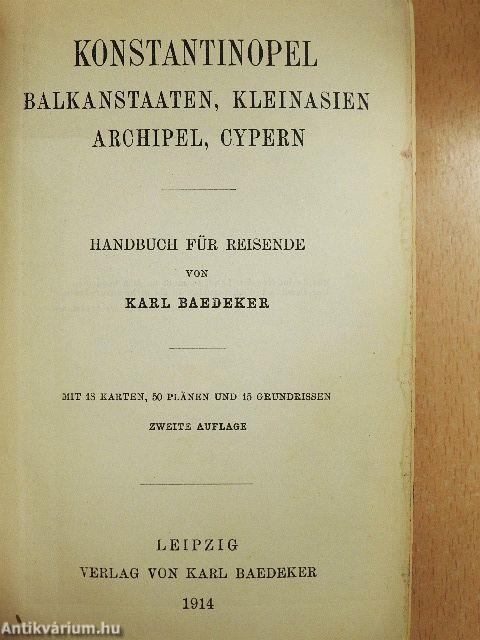 KONSTANTINOPEL
BALKANSTAATEN, KLEINASIEN
ARCHIPEL, CYPERN
HANDBUCH FÜR REISENDE
VON
KARL BAEDEKER
MIT 18 KARTEN, 50 PLÄNEN UND 15 GRUNDRISSEN
ZWEITE AUFLAGE
LEIPZIG
VERLAG VON KARL BAEDEKER
1914
Antikvárium.hu